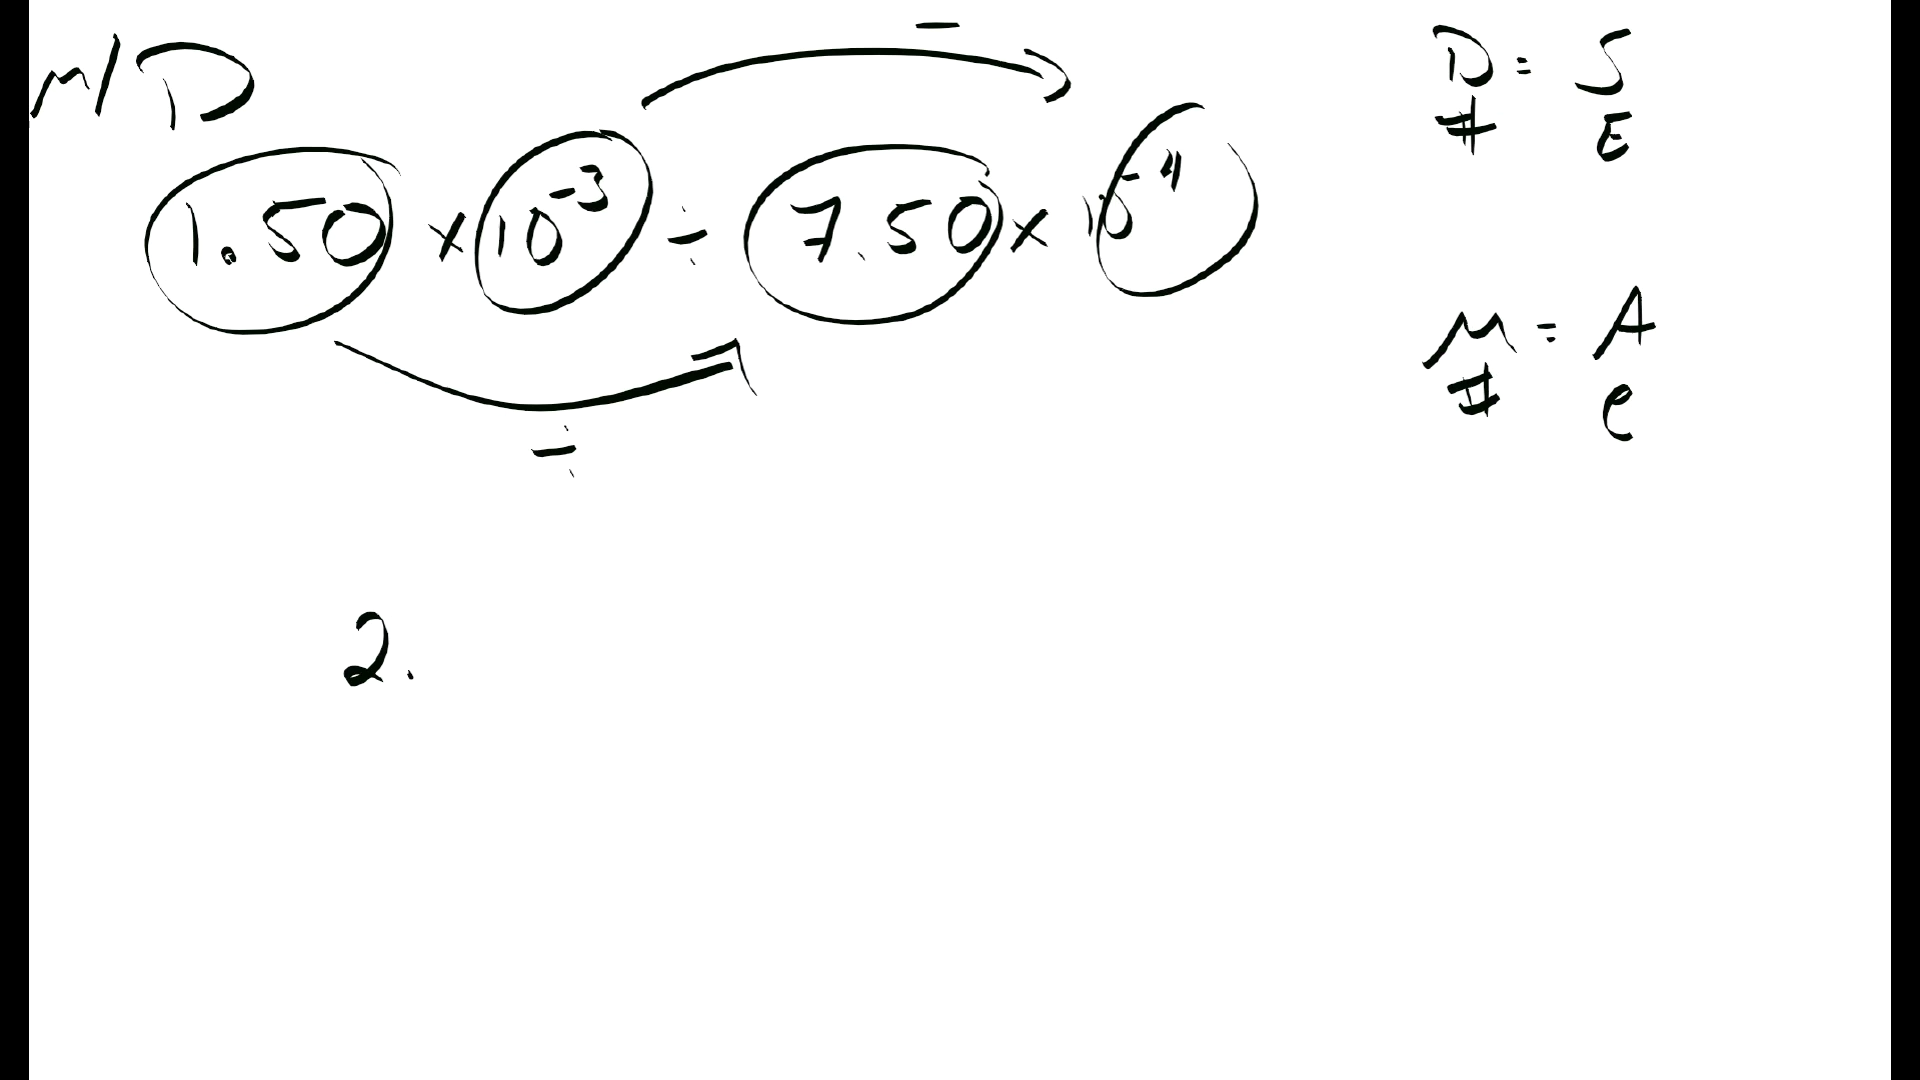 M/D
−
D = S
# E
1.50 × 10⁻³ ÷ 7.50 × 10⁻⁴
M = A
# e
÷
2.